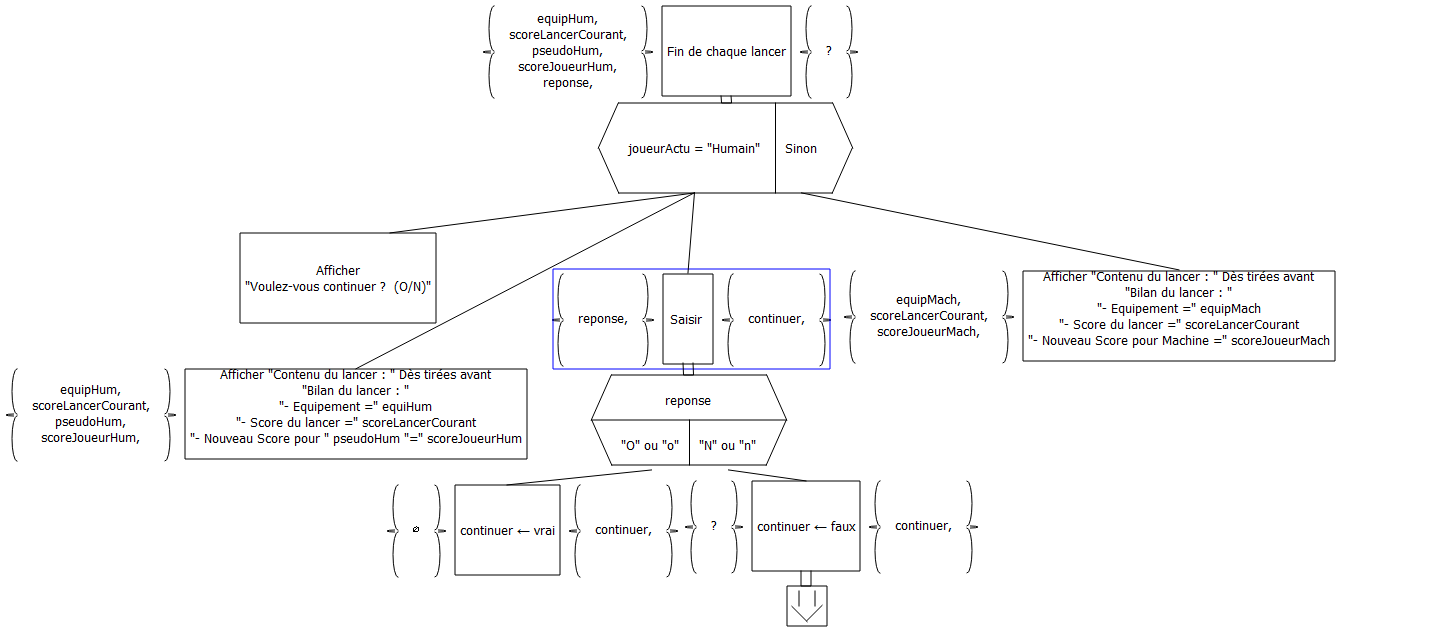 equipHum,
scoreLancerCourant,
pseudoHum,
scoreJoueurHum,
reponse,
Fin de chaque lancer
?
joueurActu = "Humain"
Sinon
Afficher
"Voulez-vous continuer ?  (O/N)"
reponse,
Saisir
continuer,
equipMach,
scoreLancerCourant,
scoreJoueurMach,
Afficher "Contenu du lancer : " Dès tirées avant
"Bilan du lancer : "
"- Equipement =" equipMach
"- Score du lancer =" scoreLancerCourant
"- Nouveau Score pour Machine =" scoreJoueurMach
equipHum,
scoreLancerCourant,
pseudoHum,
scoreJoueurHum,
Afficher "Contenu du lancer : " Dès tirées avant
"Bilan du lancer : "
"- Equipement =" equiHum
"- Score du lancer =" scoreLancerCourant
"- Nouveau Score pour " pseudoHum "=" scoreJoueurHum
reponse
"O" ou "o"
"N" ou "n"
∅
continuer ← vrai
continuer,
?
continuer ← faux
continuer,